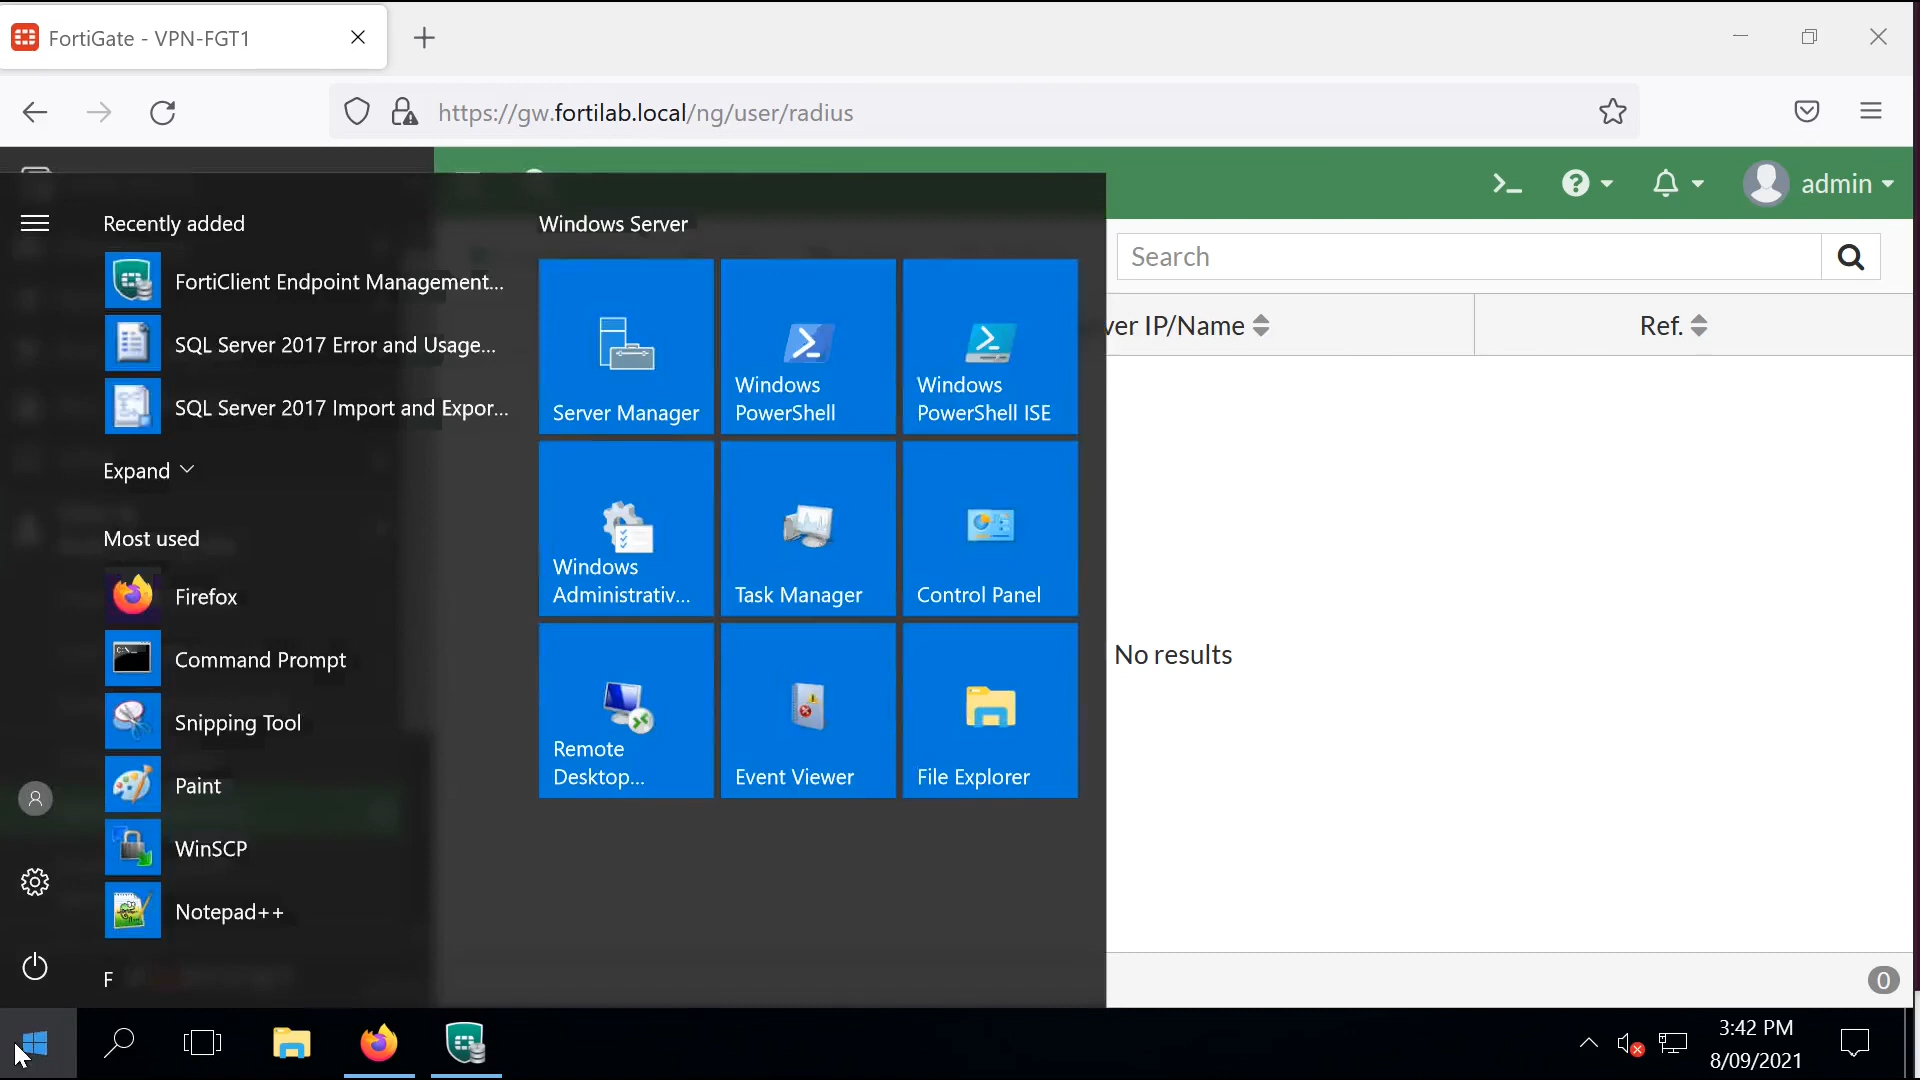 FortiGate - VPN-FGT1
https://gw.fortilab.local/ng/user/radius
admin
Recently added
FortiClient Endpoint Management...
SQL Server 2017 Error and Usage...
SQL Server 2017 Import and Expor...
Expand
Most used
Firefox
Command Prompt
Snipping Tool
Paint
WinSCP
Notepad++
F
Windows Server
Server Manager
Windows
PowerShell
Windows
PowerShell ISE
Windows
Administrativ...
Task Manager
Control Panel
Remote
Desktop...
Event Viewer
File Explorer
Search
ver IP/Name
Ref.
No results
0
3:42 PM
8/09/2021